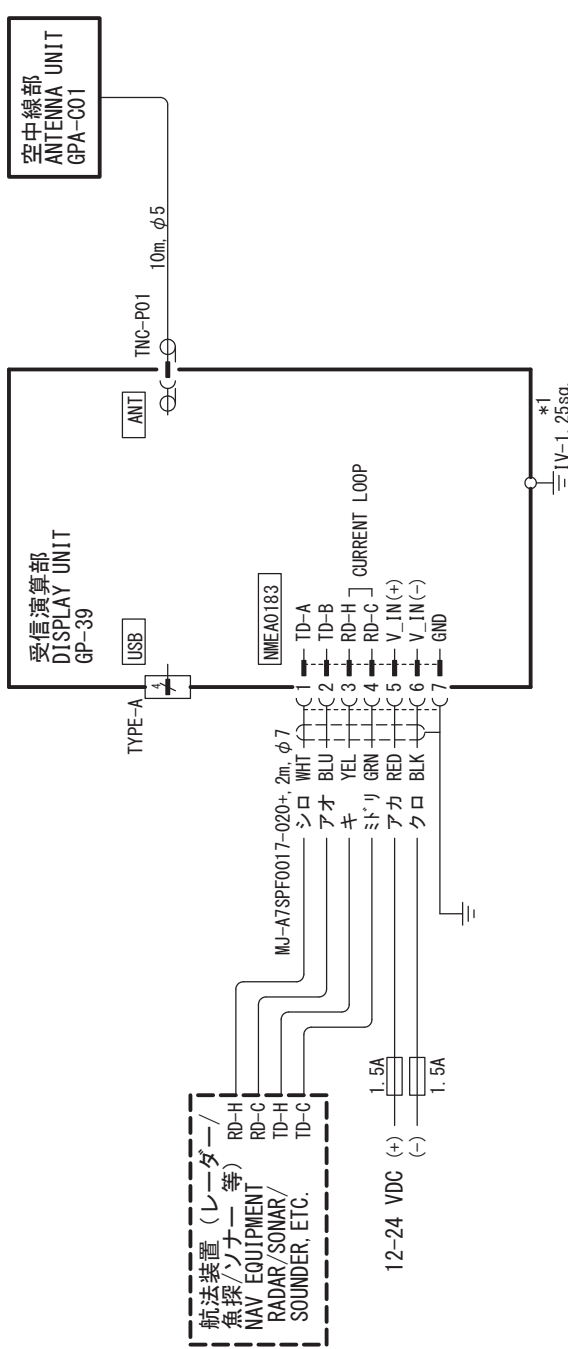 空中線部
ANTENNA UNIT
GPA-C01
10m, φ5
TNC-P01
ANT
受信演算部
DISPLAY UNIT
GP-39
USB
TYPE-A
4
NMEA0183
MJ-A7SPF0017-020+, 2m, φ7
シロ WHT 1 TD-A
アオ BLU 2 TD-B
キ YEL 3 RD-H
ミドリ GRN 4 RD-C
CURRENT LOOP
アカ RED 5 V_IN(+)
クロ BLK 6 V_IN(-)
7 GND
*1
IV-1.25sq.
航法装置（レーダー/
魚探/ソナー 等）
NAV EQUIPMENT
RADAR/SONAR/
SOUNDER, ETC.
RD-H
RD-C
TD-H
TD-C
12-24 VDC (+)
(-)
1.5A
1.5A